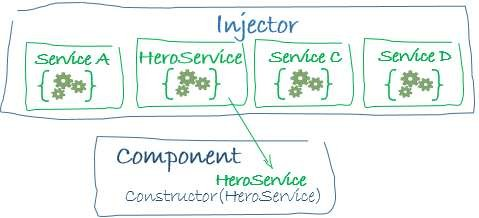 Injector
Service A HeroService Service C Service D
Component
HeroService
Constructor(HeroService)